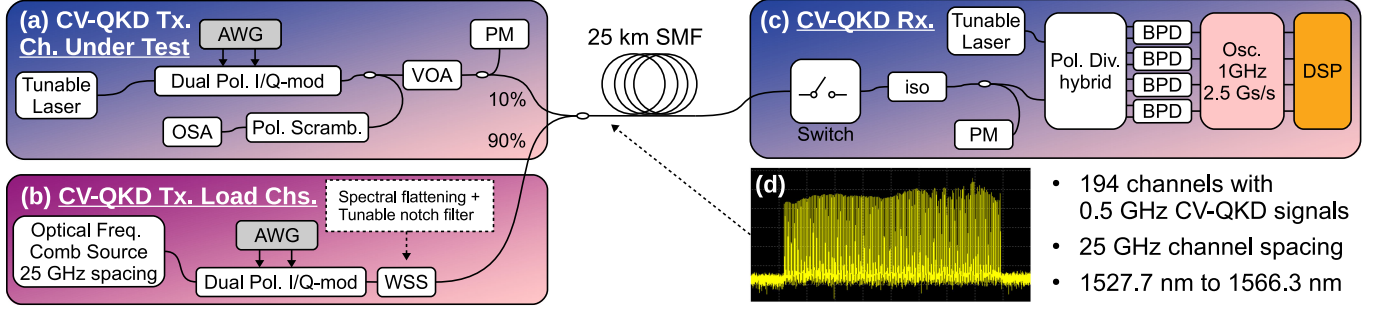 (a) CV-QKD Tx.
Ch. Under Test
AWG
Tunable
Laser
Dual Pol. I/Q-mod
OSA
Pol. Scramb.
VOA
PM
10%
90%
(b) CV-QKD Tx. Load Chs.
Optical Freq.
Comb Source
25 GHz spacing
AWG
Dual Pol. I/Q-mod
Spectral flattening +
Tunable notch filter
WSS
25 km SMF
(c) CV-QKD Rx.
Switch
iso
PM
Tunable
Laser
Pol. Div.
hybrid
BPD
BPD
BPD
BPD
Osc.
1GHz
2.5 Gs/s
DSP
(d)
• 194 channels with
0.5 GHz CV-QKD signals
• 25 GHz channel spacing
• 1527.7 nm to 1566.3 nm